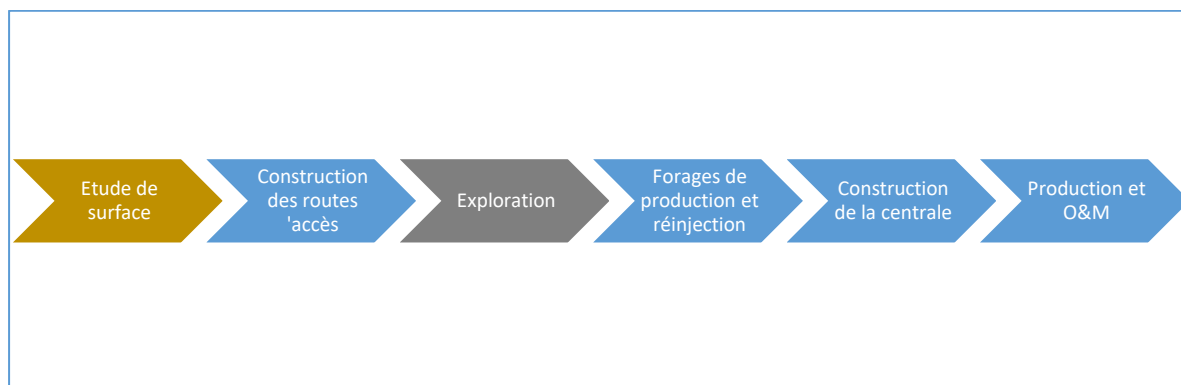 Etude de
surface
Construction
des routes
'accès
Exploration
Forages de
production et
réinjection
Construction
de la centrale
Production et
O&M